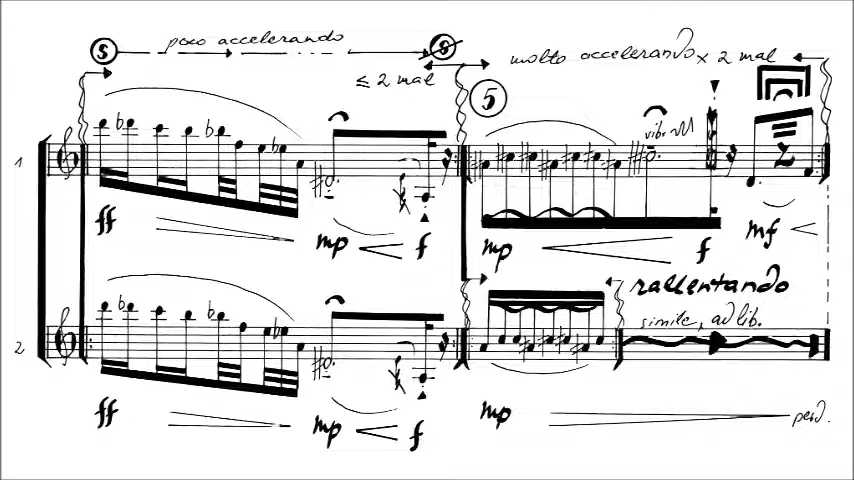 S poco accelerando S
≤ 2 mal
molto accelerando x 2 mal
5
vibr.
1
ff mp f mp f mf
rallentando
simile, ad lib.
2
ff mp f mp perd.